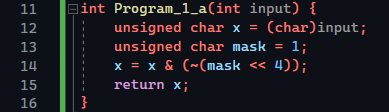 11 int Program_1_a(int input) {
12 unsigned char x = (char)input;
13 unsigned char mask = 1;
14 x = x & (~(mask << 4));
15 return x;
16 }